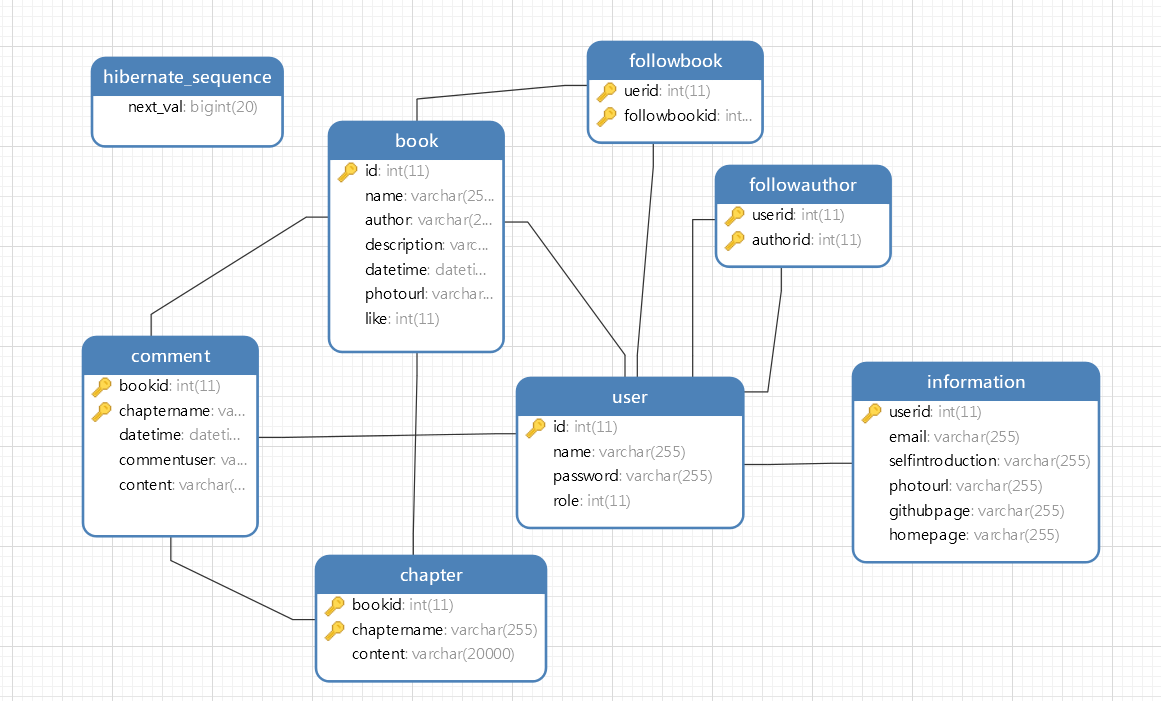 hibernate_sequence
next_val: bigint(20)
followbook
uerid: int(11)
followbookid: int...
book
id: int(11)
name: varchar(25...
author: varchar(2...
description: varc...
datetime: dateti...
photourl: varchar...
like: int(11)
followauthor
userid: int(11)
authorid: int(11)
comment
bookid: int(11)
chaptername: va...
datetime: dateti...
commentuser: va...
content: varchar(...
user
id: int(11)
name: varchar(255)
password: varchar(255)
role: int(11)
information
userid: int(11)
email: varchar(255)
selfintroduction: varchar(255)
photourl: varchar(255)
githubpage: varchar(255)
homepage: varchar(255)
chapter
bookid: int(11)
chaptername: varchar(255)
content: varchar(20000)